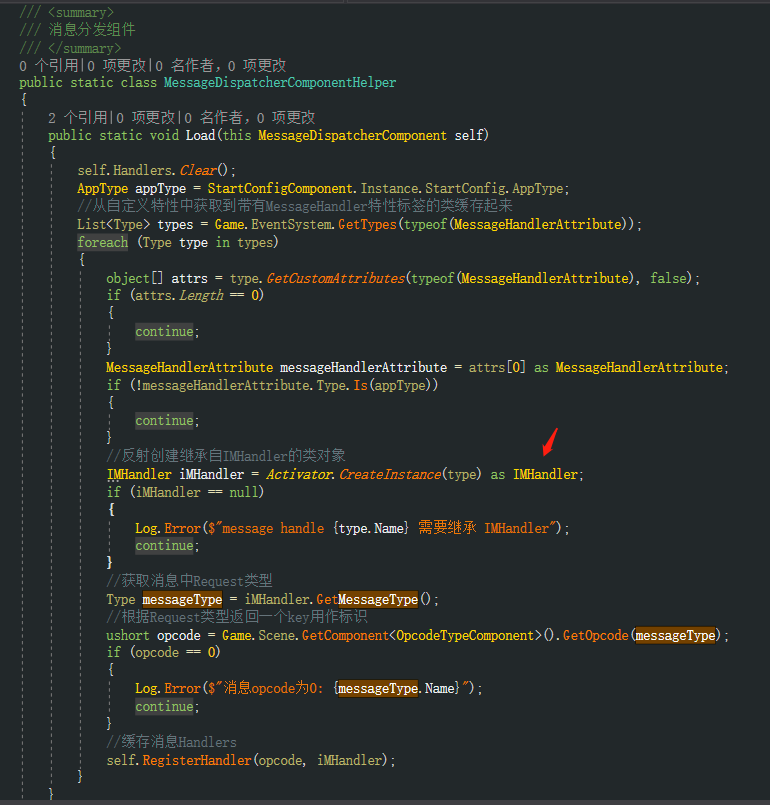 /// <summary>
/// 消息分发组件
/// </summary>
0 个引用|0 项更改|0 名作者，0 项更改
public static class MessageDispatcherComponentHelper
{
2 个引用|0 项更改|0 名作者，0 项更改
public static void Load(this MessageDispatcherComponent self)
{
self.Handlers.Clear();
AppType appType = StartConfigComponent.Instance.StartConfig.AppType;
//从自定义特性中获取到带有MessageHandler特性标签的类缓存起来
List<Type> types = Game.EventSystem.GetTypes(typeof(MessageHandlerAttribute));
foreach (Type type in types)
{
object[] attrs = type.GetCustomAttributes(typeof(MessageHandlerAttribute), false);
if (attrs.Length == 0)
{
continue;
}
MessageHandlerAttribute messageHandlerAttribute = attrs[0] as MessageHandlerAttribute;
if (!messageHandlerAttribute.Type.Is(appType))
{
continue;
}
//反射创建继承自IMHandler的类对象
IMHandler iMHandler = Activator.CreateInstance(type) as IMHandler;
if (iMHandler == null)
{
Log.Error($"message handle {type.Name} 需要继承 IMHandler");
continue;
}
//获取消息中Request类型
Type messageType = iMHandler.GetMessageType();
//根据Request类型返回一个key用作标识
ushort opcode = Game.Scene.GetComponent<OpcodeTypeComponent>().GetOpcode(messageType);
if (opcode == 0)
{
Log.Error($"消息opcode为0: {messageType.Name}");
continue;
}
//缓存消息Handlers
self.RegisterHandler(opcode, iMHandler);
}
}